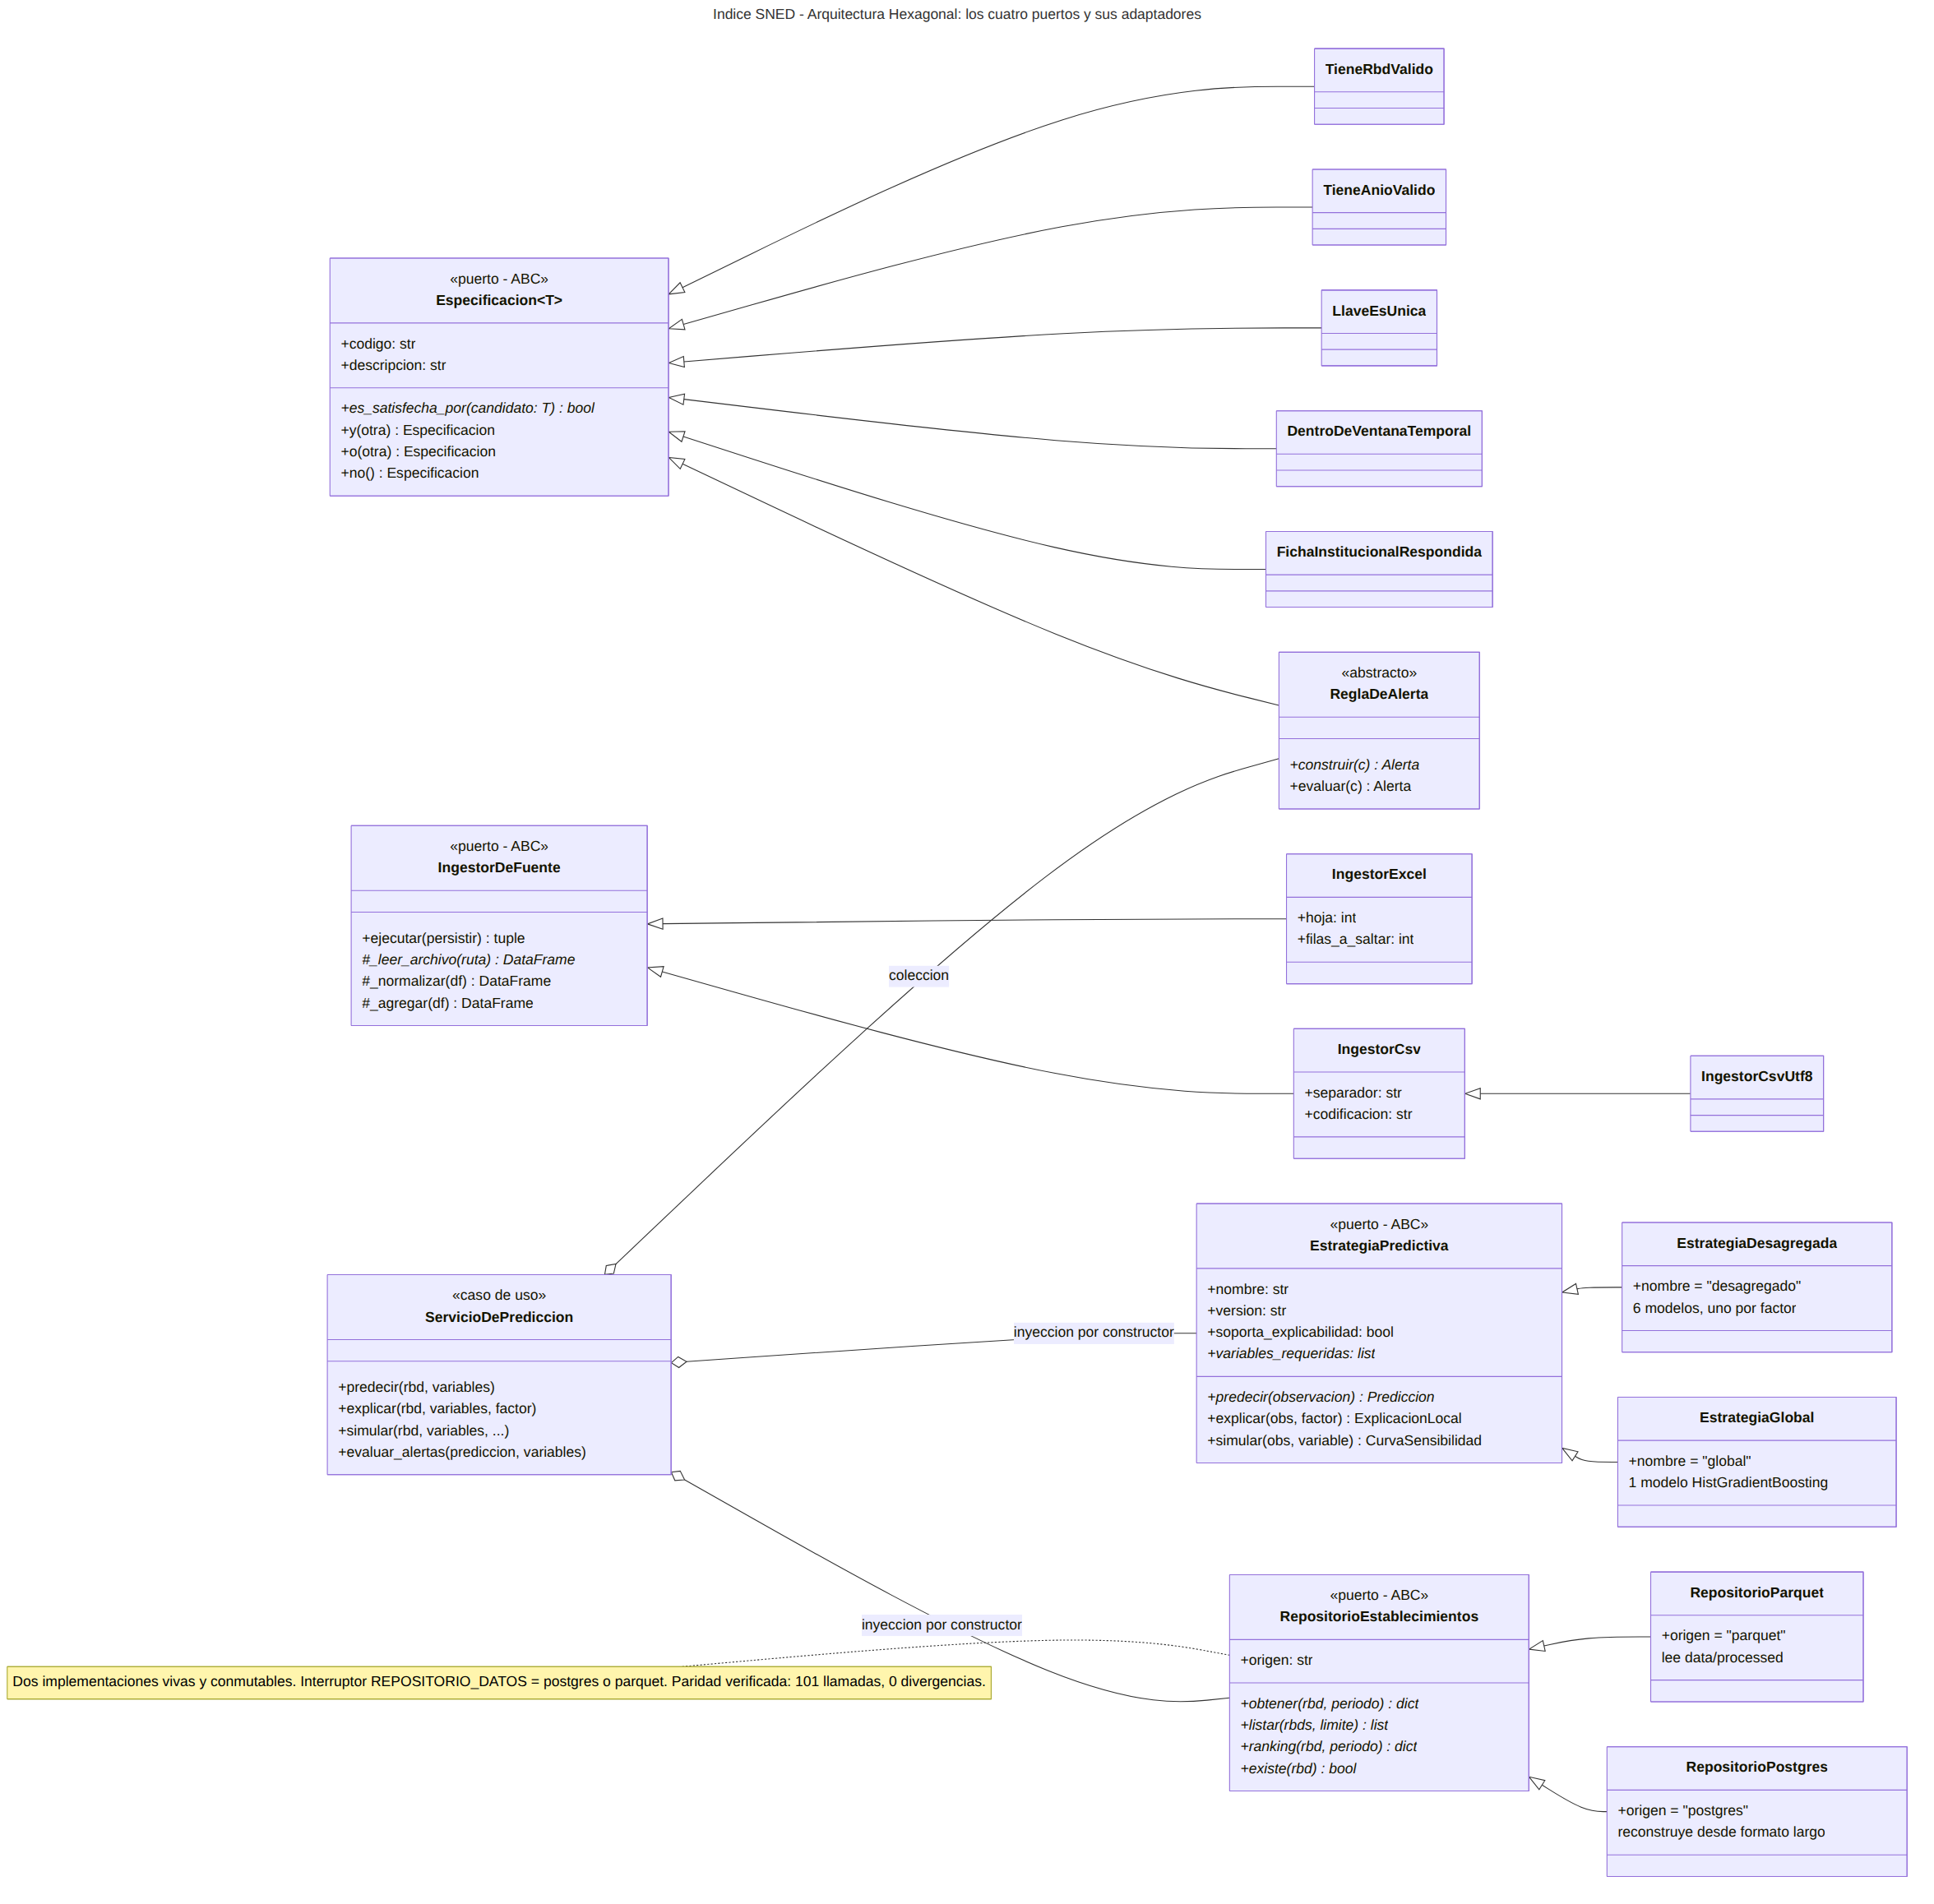 Indice SNED - Arquitectura Hexagonal: los cuatro puertos y sus adaptadores
TieneRbdValido
TieneAnioValido
LlaveEsUnica
DentroDeVentanaTemporal
FichaInstitucionalRespondida
«puerto - ABC»
Especificacion<T>
+codigo: str
+descripcion: str
+es_satisfecha_por(candidato: T) : bool
+y(otra) : Especificacion
+o(otra) : Especificacion
+no() : Especificacion
«abstracto»
ReglaDeAlerta
+construir(c) : Alerta
+evaluar(c) : Alerta
«puerto - ABC»
IngestorDeFuente
+ejecutar(persistir) : tuple
#_leer_archivo(ruta) : DataFrame
#_normalizar(df) : DataFrame
#_agregar(df) : DataFrame
IngestorExcel
+hoja: int
+filas_a_saltar: int
coleccion
IngestorCsv
+separador: str
+codificacion: str
IngestorCsvUtf8
«caso de uso»
ServicioDePrediccion
+predecir(rbd, variables)
+explicar(rbd, variables, factor)
+simular(rbd, variables, ...)
+evaluar_alertas(prediccion, variables)
inyeccion por constructor
«puerto - ABC»
EstrategiaPredictiva
+nombre: str
+version: str
+soporta_explicabilidad: bool
+variables_requeridas: list
+predecir(observacion) : Prediccion
+explicar(obs, factor) : ExplicacionLocal
+simular(obs, variable) : CurvaSensibilidad
EstrategiaDesagregada
+nombre = "desagregado"
6 modelos, uno por factor
EstrategiaGlobal
+nombre = "global"
1 modelo HistGradientBoosting
inyeccion por constructor
Dos implementaciones vivas y conmutables. Interruptor REPOSITORIO_DATOS = postgres o parquet. Paridad verificada: 101 llamadas, 0 divergencias.
«puerto - ABC»
RepositorioEstablecimientos
+origen: str
+obtener(rbd, periodo) : dict
+listar(rbds, limite) : list
+ranking(rbd, periodo) : dict
+existe(rbd) : bool
RepositorioParquet
+origen = "parquet"
lee data/processed
RepositorioPostgres
+origen = "postgres"
reconstruye desde formato largo